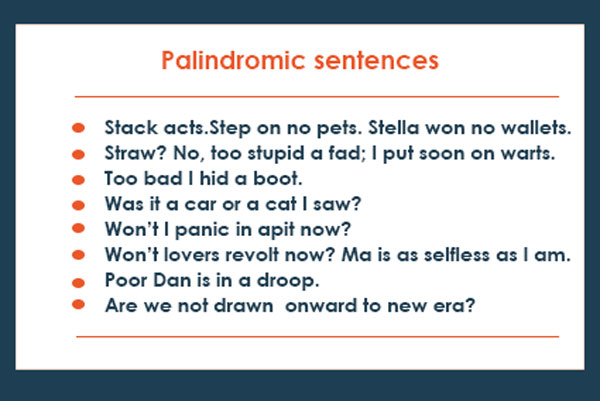 Palindromic sentences
Stack acts.Step on no pets. Stella won no wallets.
Straw? No, too stupid a fad; I put soon on warts.
Too bad I hid a boot.
Was it a car or a cat I saw?
Won't I panic in apit now?
Won't lovers revolt now? Ma is as selfless as I am.
Poor Dan is in a droop.
Are we not drawn  onward to new era?